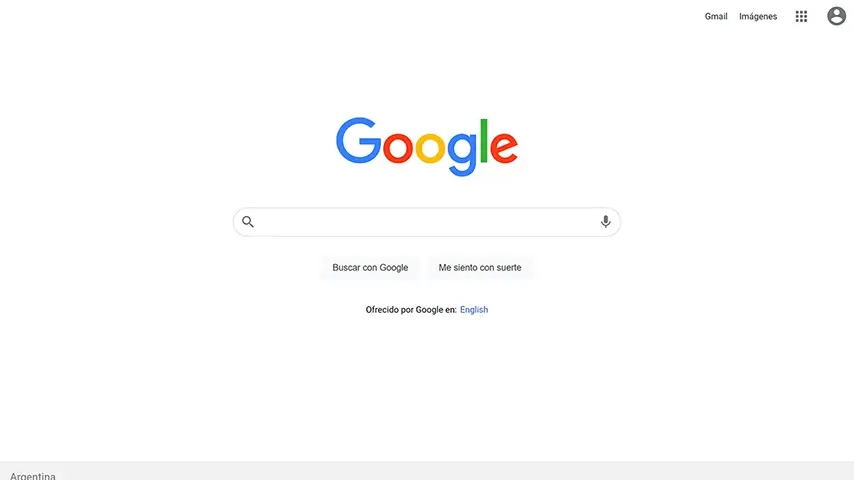 Gmail Imágenes
Google
Buscar con Google Me siento con suerte
Ofrecido por Google en: English
Argentina